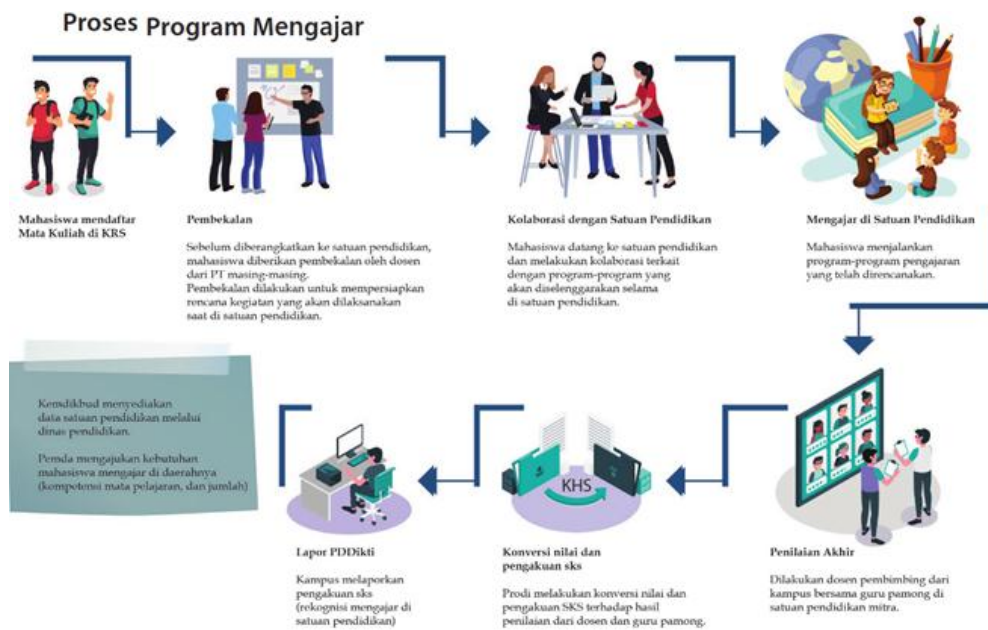 Proses Program Mengajar
Mahasiswa mendaftar
Mata Kuliah di KRS
Pembekalan
Sebelum diberangkatkan ke satuan pendidikan,
mahasiswa diberikan pembekalan oleh dosen
dari PT masing-masing.
Pembekalan dilakukan untuk mempersiapkan
rencana kegiatan yang akan dilaksanakan
saat di satuan pendidikan.
Kolaborasi dengan Satuan Pendidikan
Mahasiswa datang ke satuan pendidikan
dan melakukan kolaborasi terkait
dengan program-program yang
akan diselenggarakan selama
di satuan pendidikan.
Mengajar di Satuan Pendidikan
Mahasiswa menjalankan
program-program pengajaran
yang telah direncanakan.
Penilaian Akhir
Dilakukan dosen pembimbing dari
kampus bersama guru pamong di
satuan pendidikan mitra.
KHS
Konversi nilai dan
pengakuan sks
Prodi melakukan konversi nilai dan
pengakuan SKS terhadap hasil
penilaian dari dosen dan guru pamong.
Lapor PDDikti
Kampus melaporkan
pengakuan sks
(rekognisi mengajar di
satuan pendidikan)
Kemdikbud menyediakan
data satuan pendidikan melalui
dinas pendidikan.
Pemda mengajukan kebutuhan
mahasiswa mengajar di daerahnya
(kompetensi mata pelajaran, dan jumlah)